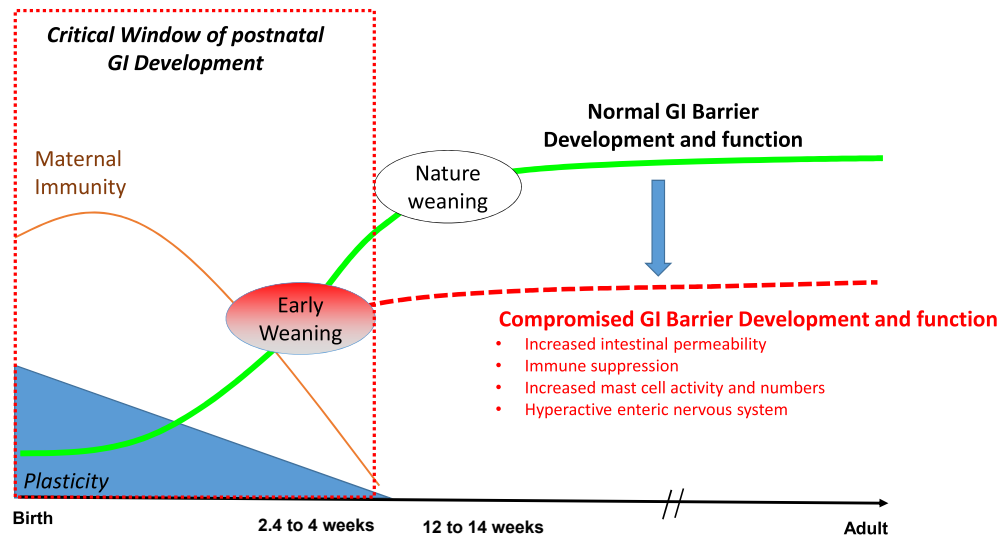 Critical Window of postnatal
GI Development
Maternal
Immunity
Nature
weaning
Normal GI Barrier
Development and function
Early
Weaning
Compromised GI Barrier Development and function
• Increased intestinal permeability
• Immune suppression
• Increased mast cell activity and numbers
• Hyperactive enteric nervous system
Plasticity
Birth
2.4 to 4 weeks
12 to 14 weeks
Adult